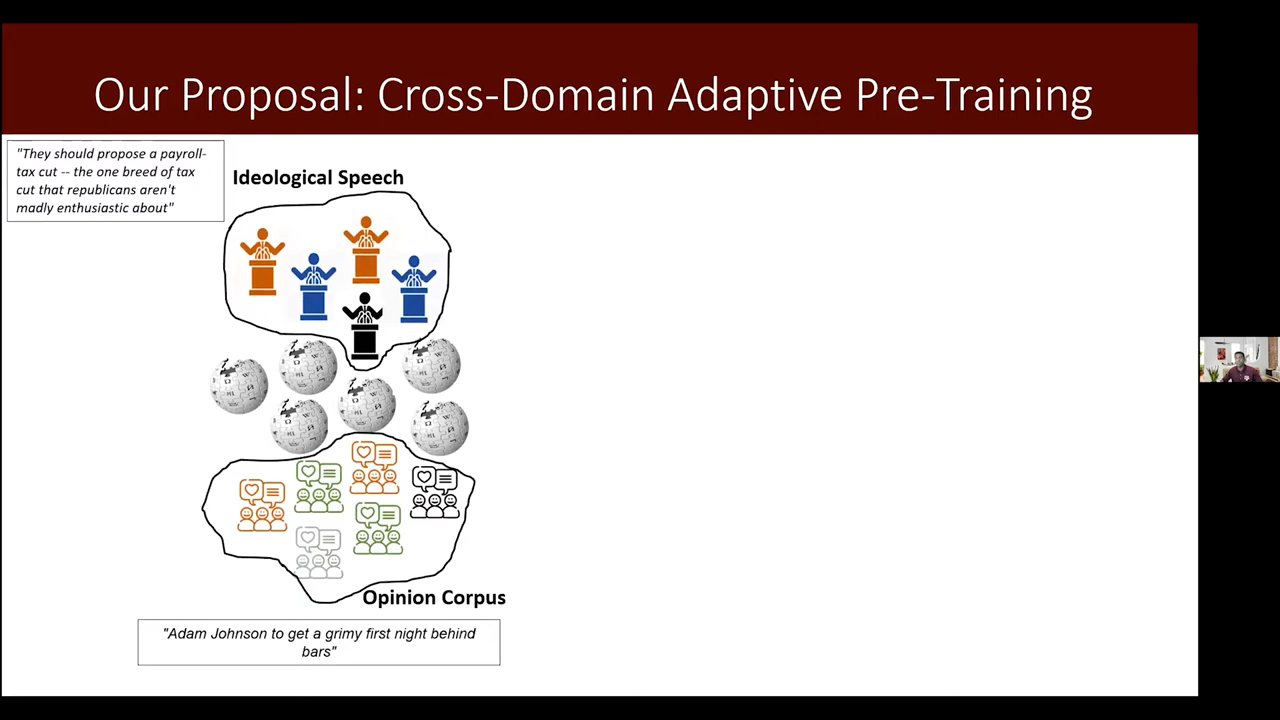 Our Proposal: Cross-Domain Adaptive Pre-Training
"They should propose a payroll-
tax cut -- the one breed of tax
cut that republicans aren't
madly enthusiastic about"
Ideological Speech
Opinion Corpus
"Adam Johnson to get a grimy first night behind
bars"